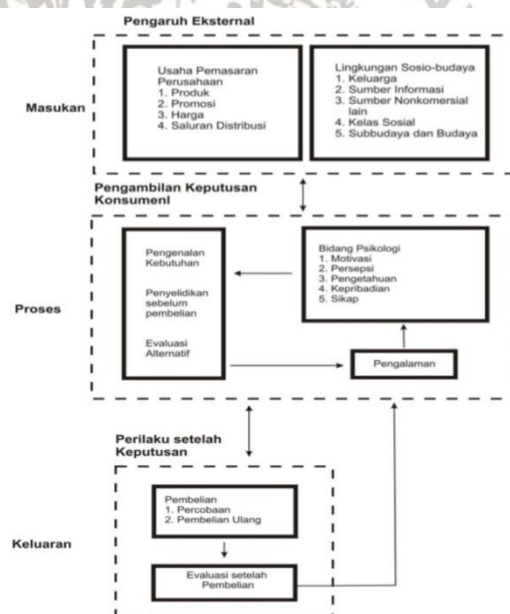 Pengaruh Eksternal
Masukan
Usaha Pemasaran
Perusahaan
1. Produk
2. Promosi
3. Harga
4. Saluran Distribusi
Lingkungan Sosio-budaya
1. Keluarga
2. Sumber Informasi
3. Sumber Nonkomersial
lain
4. Kelas Sosial
5. Subbudaya dan Budaya
Pengambilan Keputusan
Konsumenl
Proses
Pengenalan
Kebutuhan
Penyelidikan
sebelum
pembelian
Evaluasi
Alternatif
Bidang Psikologi
1. Motivasi
2. Persepsi
3. Pengetahuan
4. Kepribadian
5. Sikap
Pengalaman
Perilaku setelah
Keputusan
Keluaran
Pembelian
1. Percobaan
2. Pembelian Ulang
Evaluasi setelah
Pembelian